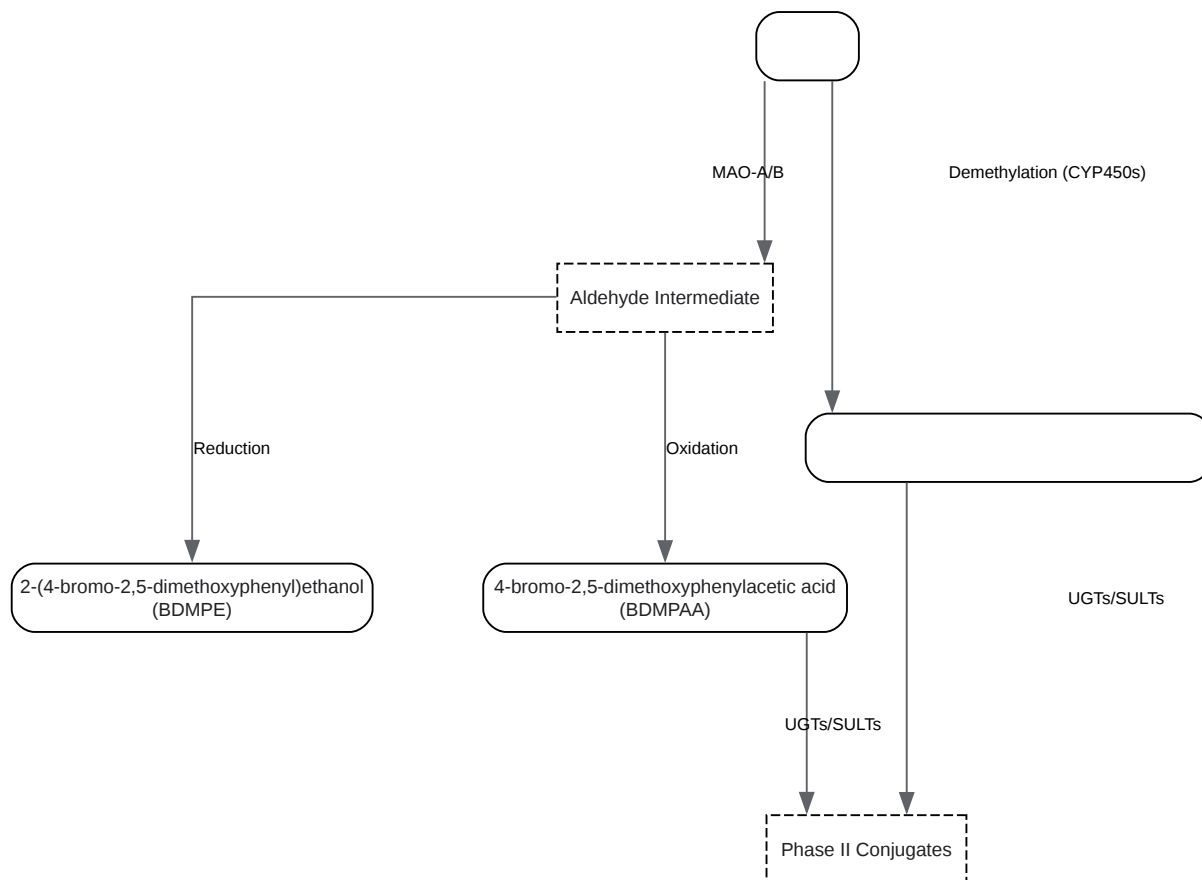 MAO-A/B
Demethylation (CYP450s)
Aldehyde Intermediate
Reduction
Oxidation
2-(4-bromo-2,5-dimethoxyphenyl)ethanol
(BDMPE)
4-bromo-2,5-dimethoxyphenylacetic acid
(BDMPAA)
UGTs/SULTs
UGTs/SULTs
Phase II Conjugates